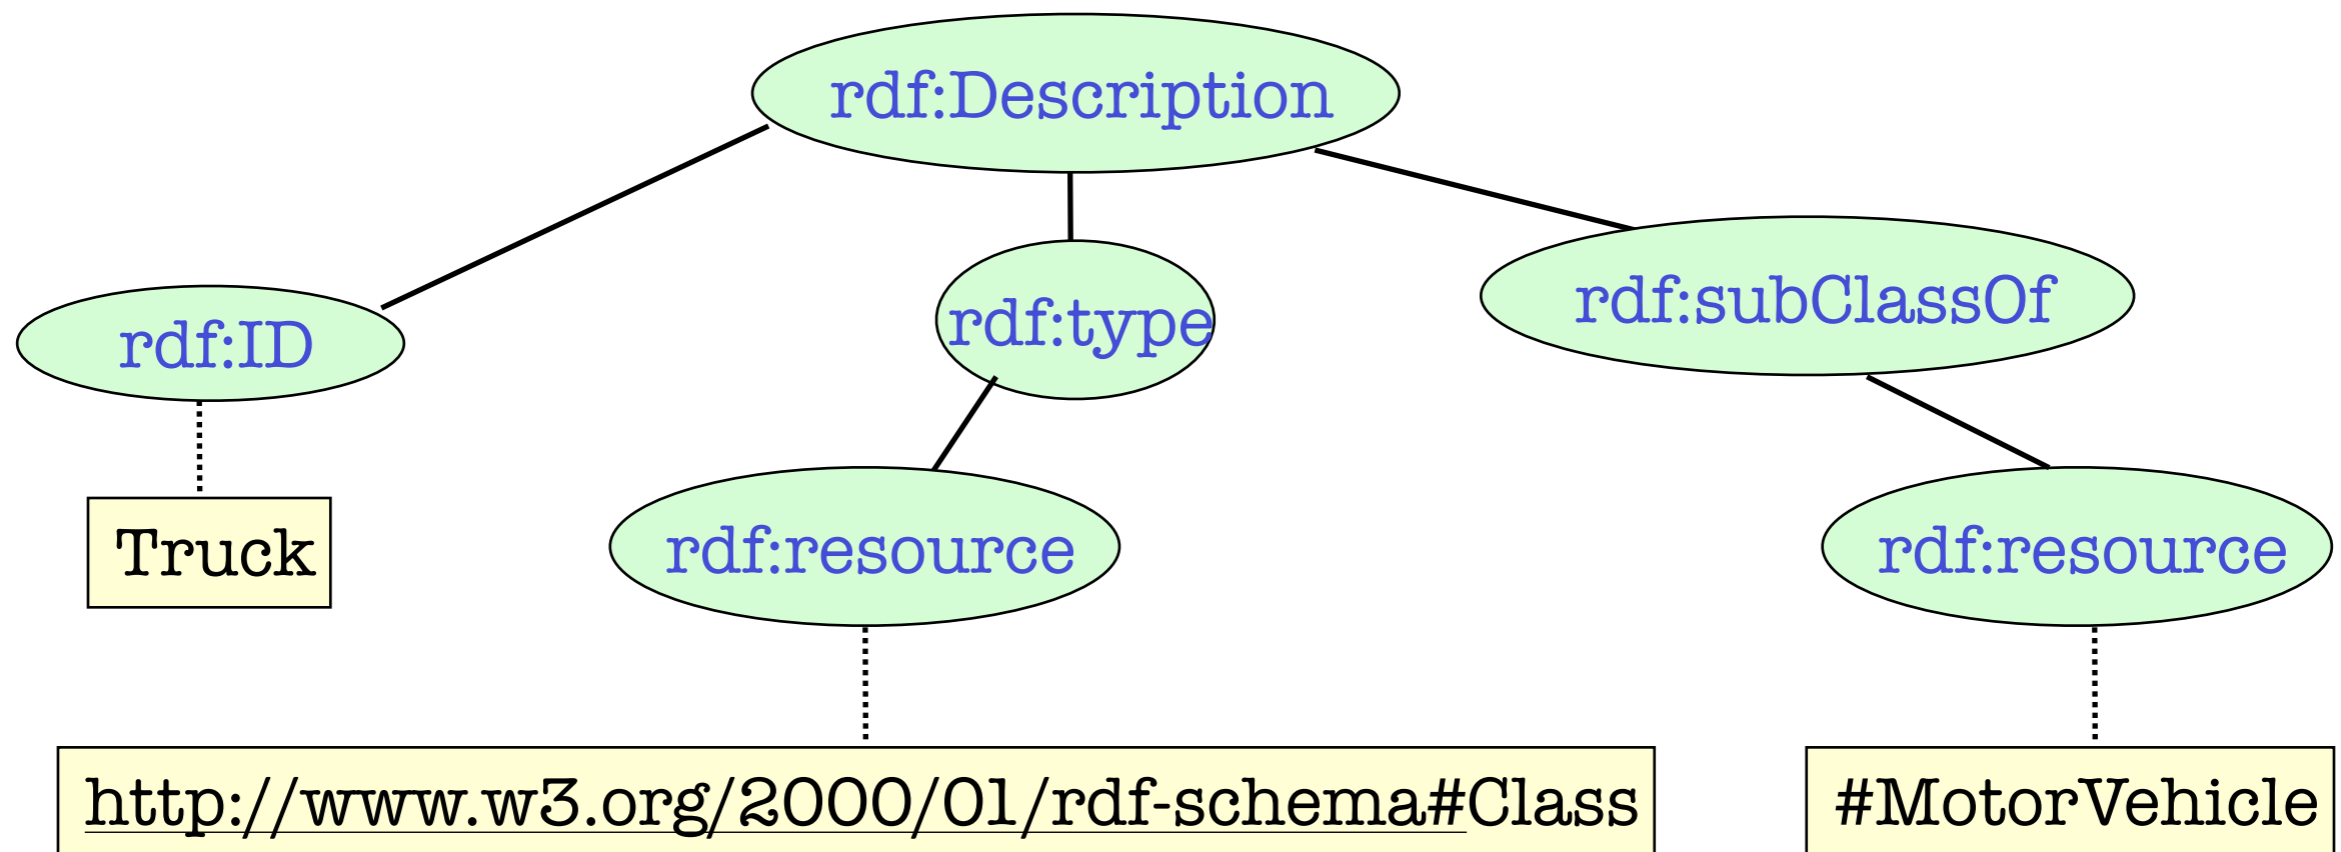 rdf:Description
rdf:ID
rdf:type
rdf:subClassOf
Truck
rdf:resource
rdf:resource
http://www.w3.org/2000/01/rdf-schema#Class
#MotorVehicle